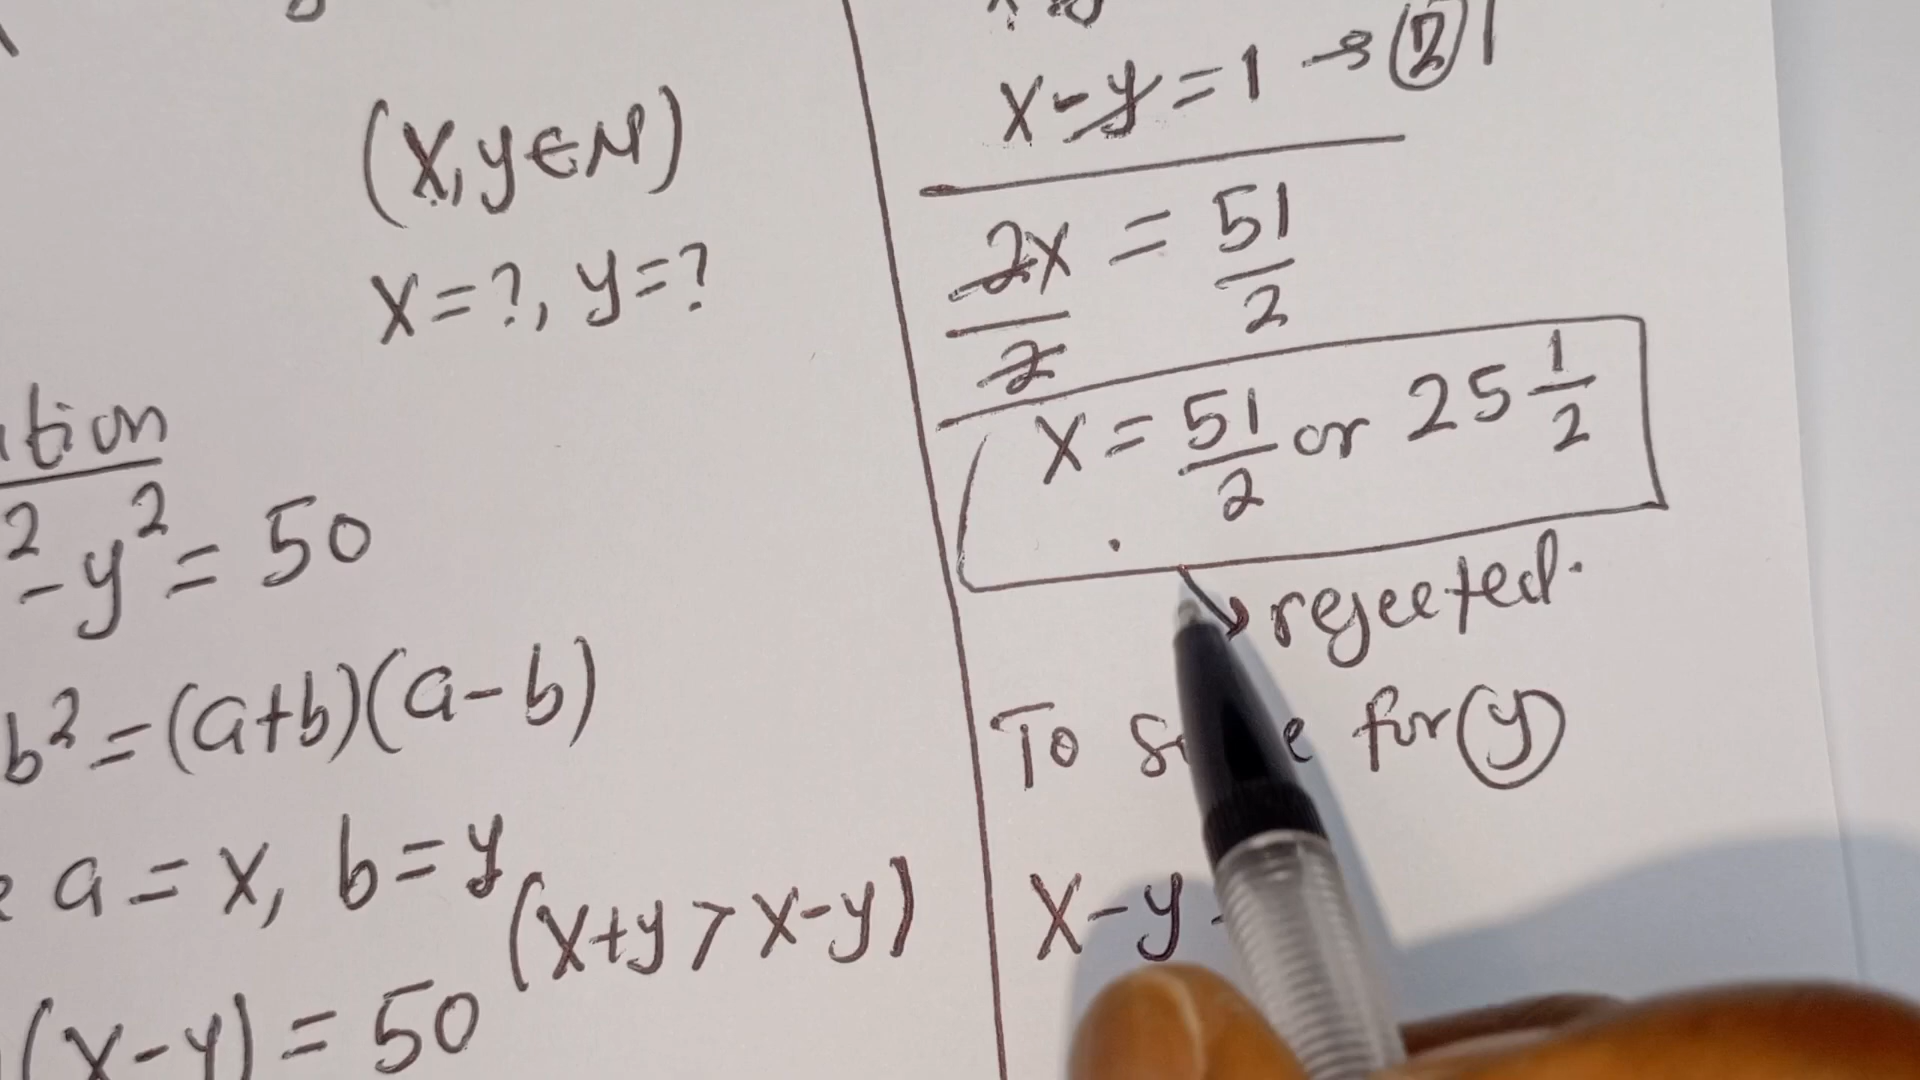 (x, y ∈ N)
x = ?, y = ?
tion
2 - y² = 50
b² = (a+b)(a-b)
a = x, b = y
(x+y > x-y)
(x-y) = 50
x - y = 1 → ② |
2x/2 = 51/2
x = 51/2 or 25 1/2
rejected.
To for y
x - y